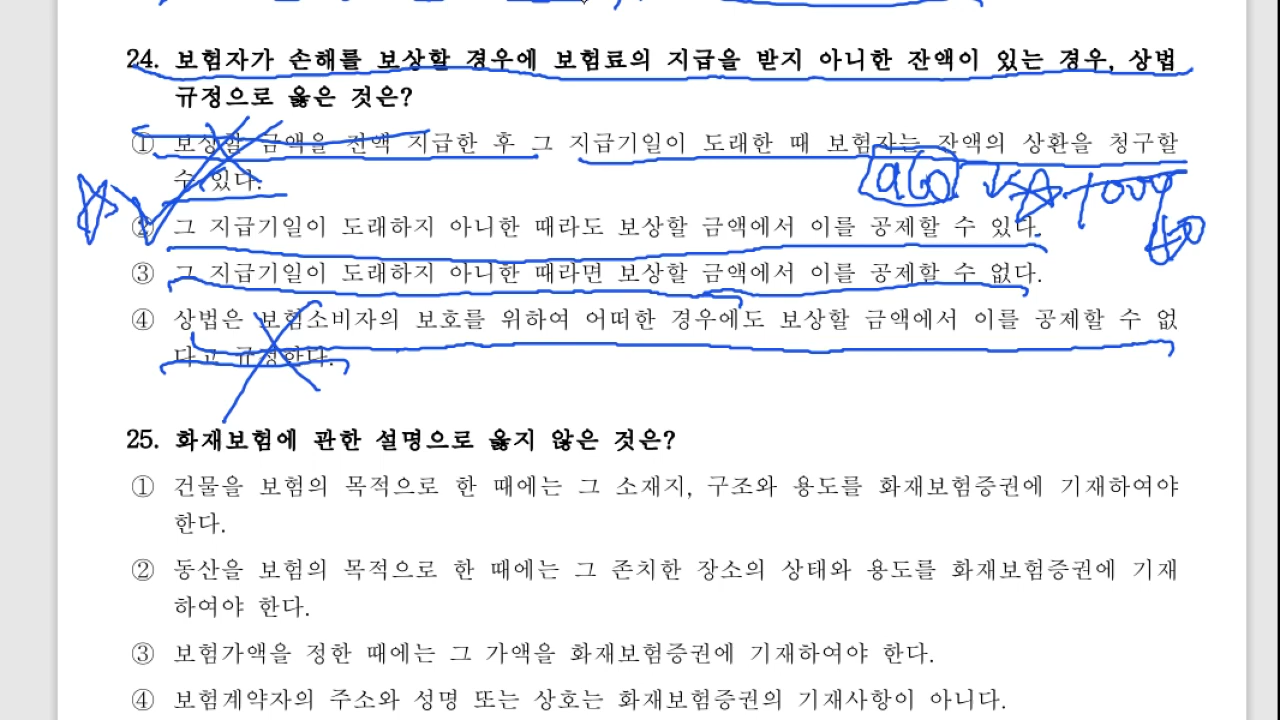 24. 보험자가 손해를 보상할 경우에 보험료의 지급을 받지 아니한 잔액이 있는 경우, 상법
규정으로 옳은 것은?
① 보상할 금액을 전액 지급한 후 그 지급기일이 도래한 때 보험자는 잔액의 상환을 청구할
수 있다.
960 1000
40
② 그 지급기일이 도래하지 아니한 때라도 보상할 금액에서 이를 공제할 수 있다.
③ 그 지급기일이 도래하지 아니한 때라면 보상할 금액에서 이를 공제할 수 없다.
④ 상법은 보험소비자의 보호를 위하여 어떠한 경우에도 보상할 금액에서 이를 공제할 수 없
다고 규정한다.
25. 화재보험에 관한 설명으로 옳지 않은 것은?
① 건물을 보험의 목적으로 한 때에는 그 소재지, 구조와 용도를 화재보험증권에 기재하여야
한다.
② 동산을 보험의 목적으로 한 때에는 그 존치한 장소의 상태와 용도를 화재보험증권에 기재
하여야 한다.
③ 보험가액을 정한 때에는 그 가액을 화재보험증권에 기재하여야 한다.
④ 보험계약자의 주소와 성명 또는 상호는 화재보험증권의 기재사항이 아니다.